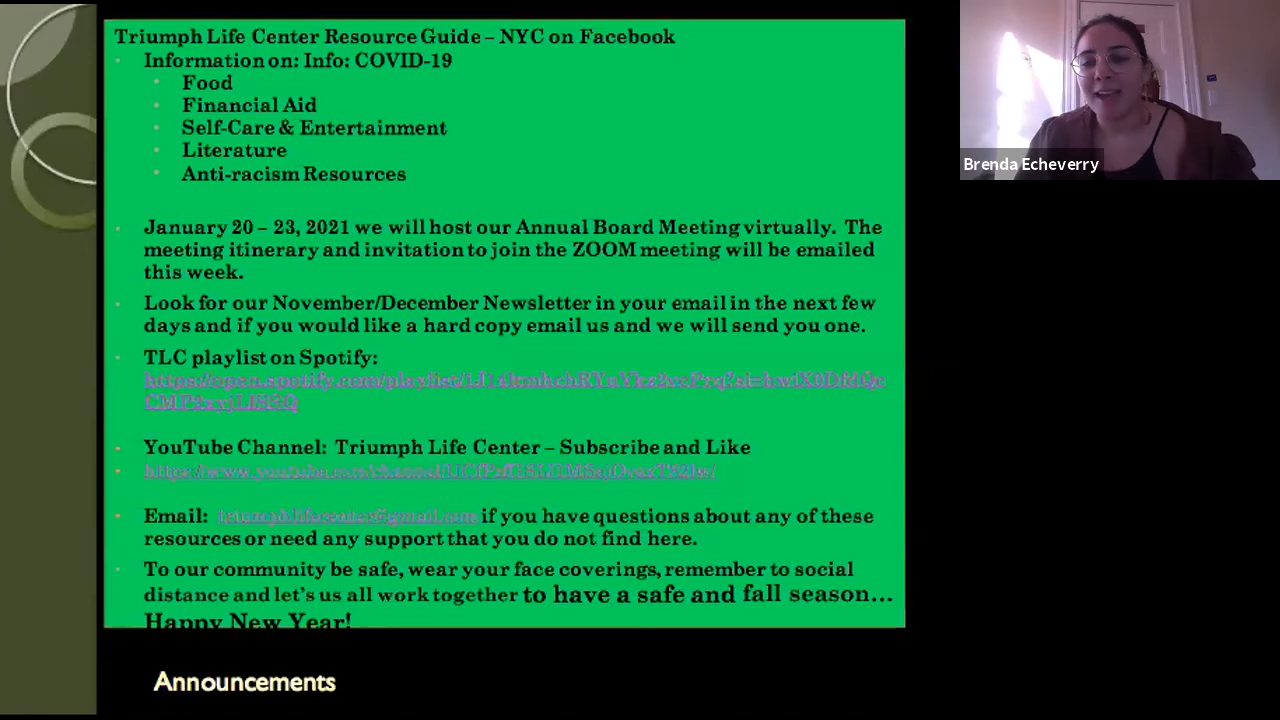 Triumph Life Center Resource Guide – NYC on Facebook
Information on: Info: COVID-19
Food
Financial Aid
Self-Care & Entertainment
Literature
Anti-racism Resources
January 20 – 23, 2021 we will host our Annual Board Meeting virtually. The
meeting itinerary and invitation to join the ZOOM meeting will be emailed
this week.
Look for our November/December Newsletter in your email in the next few
days and if you would like a hard copy email us and we will send you one.
TLC playlist on Spotify:
YouTube Channel: Triumph Life Center – Subscribe and Like
Email: triumph.lifecenter@gmail.com if you have questions about any of these
resources or need any support that you do not find here.
To our community be safe, wear your face coverings, remember to social
distance and let's us all work together to have a safe and fall season...
Happy New Year!
Announcements
Brenda Echeverry